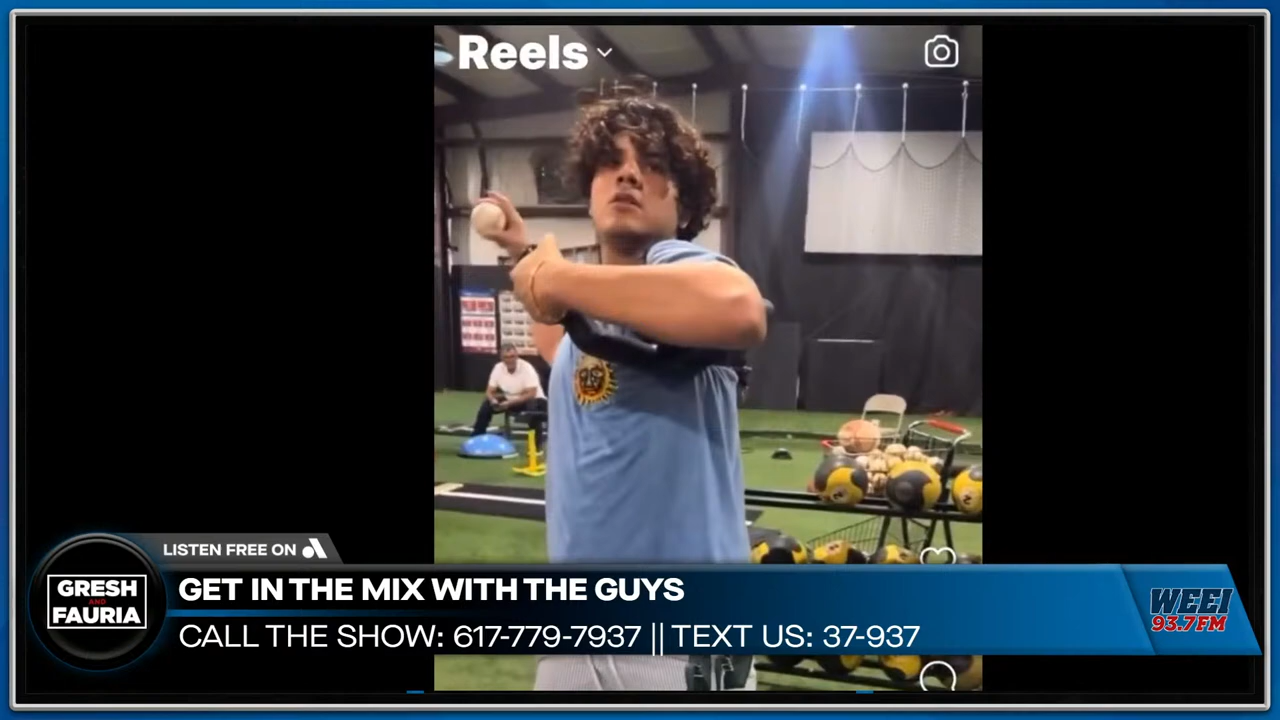 Reels
LISTEN FREE ON
GRESH
AND
FAURIA
GET IN THE MIX WITH THE GUYS
CALL THE SHOW: 617-779-7937 || TEXT US: 37-937
WEEI
93.7FM